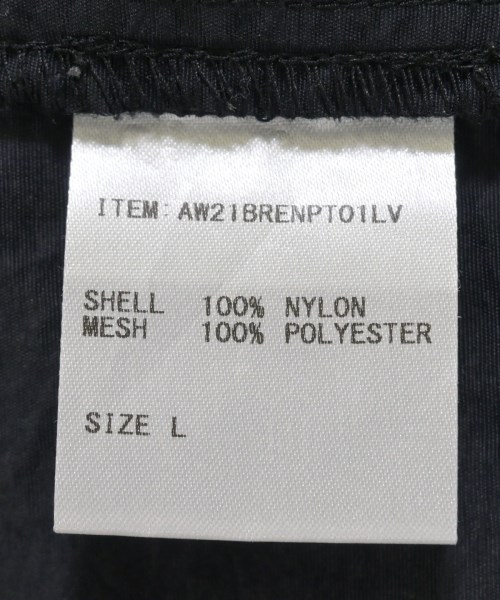 ITEM: AW21BRENPT01LV
SHELL 100% NYLON
MESH 100% POLYESTER
SIZE L